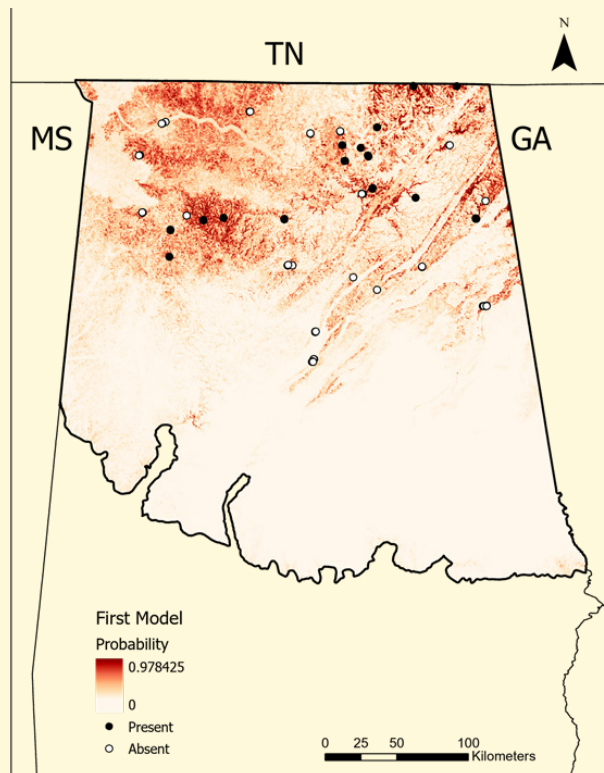 N
TN
MS
GA
First Model
Probability
0.978425
0
Present
Absent
0 25 50 100
Kilometers